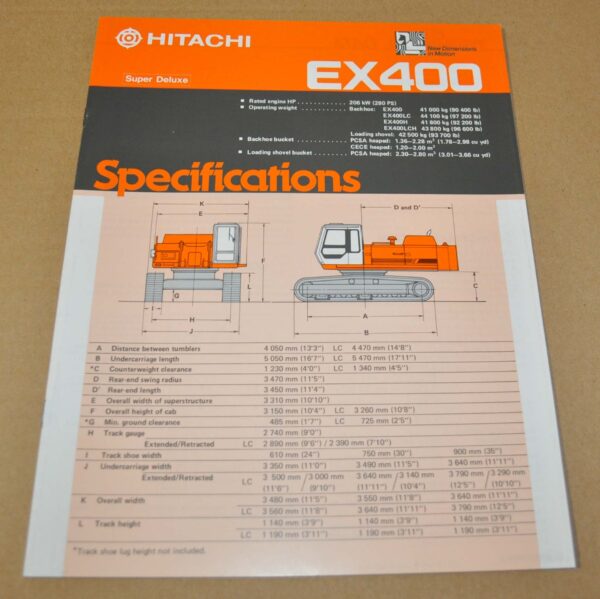 HITACHI
New Dimensions
in Motion
Super Deluxe
EX400
■ Rated engine HP ............ 206 kW (280 PS)
■ Operating weight ............ Backhoe: EX400 41 000 kg (90 400 lb)
EX400LC 44 100 kg (97 200 lb)
EX400H 41 800 kg (92 200 lb)
EX400LCH 43 800 kg (96 600 lb)
Loading shovel: 42 500 kg (93 700 lb)
■ Backhoe bucket ............ PCSA heaped: 1.36–2.28 m³ (1.78–2.98 cu yd)
CECE heaped: 1.20–2.00 m³
■ Loading shovel bucket ......... PCSA heaped: 2.30–2.80 m³ (3.01–3.66 cu yd)
Specifications
K
E
D and D'
F
L
C
G
I
H
J
A
B
A Distance between tumblers 4 050 mm (13'3") LC 4 470 mm (14'8")
B Undercarriage length 5 050 mm (16'7") LC 5 470 mm (17'11")
*C Counterweight clearance 1 230 mm (4'0") LC 1 340 mm (4'5")
D Rear-end swing radius 3 470 mm (11'5")
D' Rear-end length 3 450 mm (11'4")
E Overall width of superstructure 3 310 mm (10'10")
F Overall height of cab 3 150 mm (10'4") LC 3 260 mm (10'8")
*G Min. ground clearance 485 mm (1'7") LC 725 mm (2'5")
H Track gauge 2 740 mm (9'0")
Extended/Retracted LC 2 890 mm (9'6") / 2 390 mm (7'10")
I Track shoe width 610 mm (24") 750 mm (30") 900 mm (36")
J Undercarriage width 3 350 mm (11'0") 3 490 mm (11'5") 3 640 mm (11'11")
Extended/Retracted LC 3 500 mm / 3 000 mm 3 640 mm / 3 140 mm 3 790 mm / 3 290 mm
(11'6") (9'10") (11'11") (10'4") (12'5") (10'10")
K Overall width 3 480 mm (11'5") 3 550 mm (11'8") 3 640 mm (11'11")
LC 3 560 mm (11'8") 3 640 mm (11'11") 3 790 mm (12'5")
L Track height 1 140 mm (3'9") 1 140 mm (3'9") 1 140 mm (3'9")
LC 1 190 mm (3'11") 1 190 mm (3'11") 1 190 mm (3'11")
*Track shoe lug height not included.